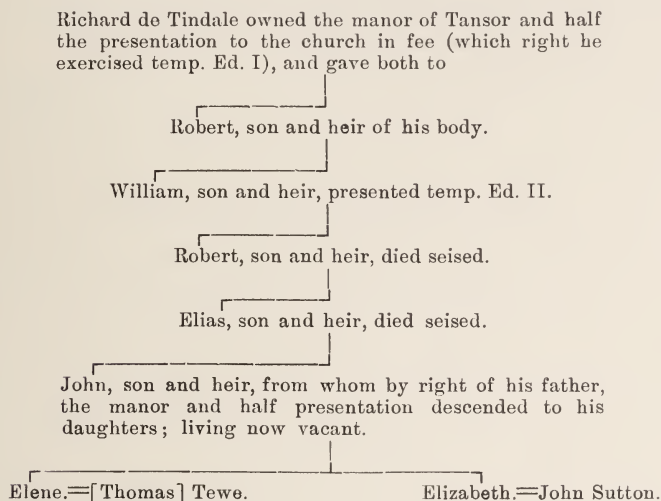 Richard de Tindale owned the manor of Tansor and half
the presentation to the church in fee (which right he
exercised temp. Ed. I), and gave both to
Robert, son and heir of his body.
William, son and heir, presented temp. Ed. II.
Robert, son and heir, died seised.
Elias, son and heir, died seised.
John, son and heir, from whom by right of his father,
the manor and half presentation descended to his
daughters; living now vacant.
Elene.=[Thomas] Tewe. Elizabeth.=John Sutton.